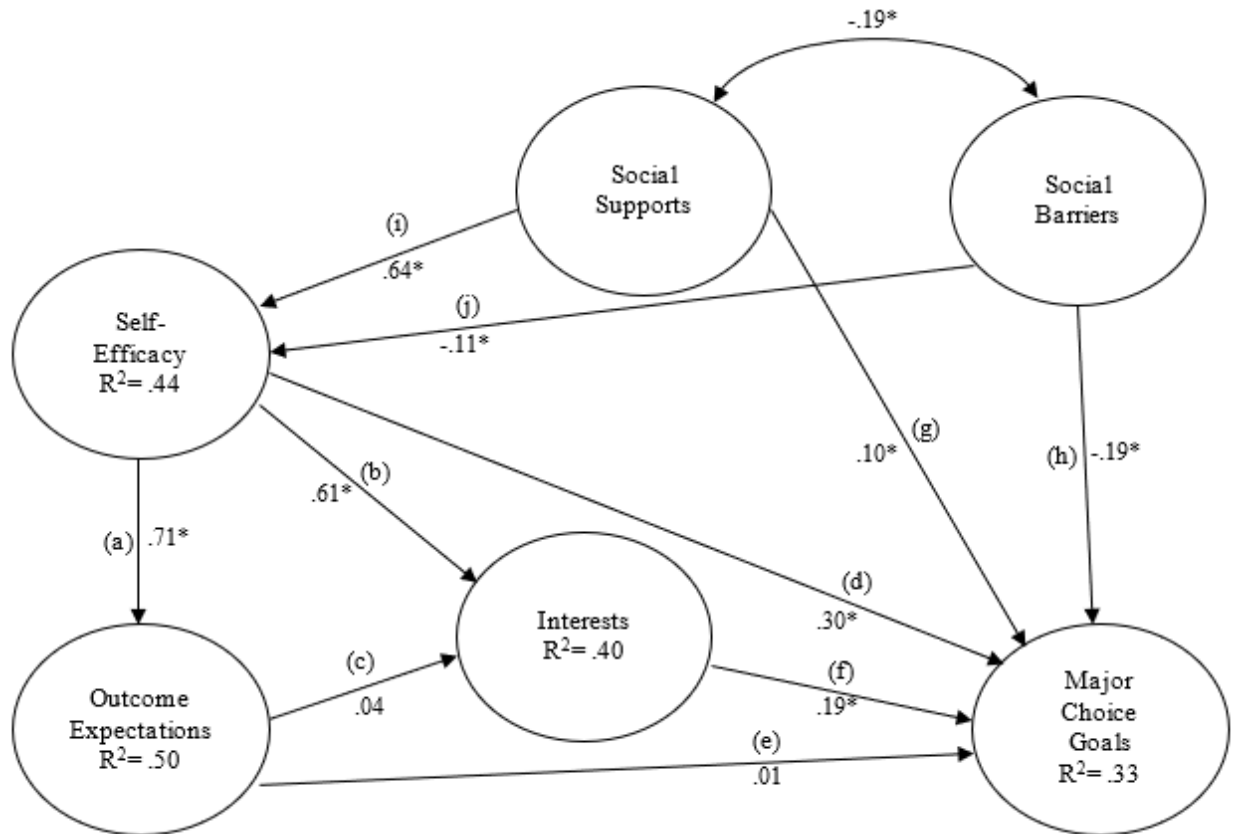 -.19*
Social
Supports
Social
Barriers
(i)
.64*
(j)
-.11*
Self-
Efficacy
R²= .44
(g)
.10*
(h)
-.19*
(b)
.61*
(a)
.71*
(d)
.30*
Interests
R²= .40
(c)
.04
(f)
.19*
Outcome
Expectations
R²= .50
Major
Choice
Goals
R²= .33
(e)
.01